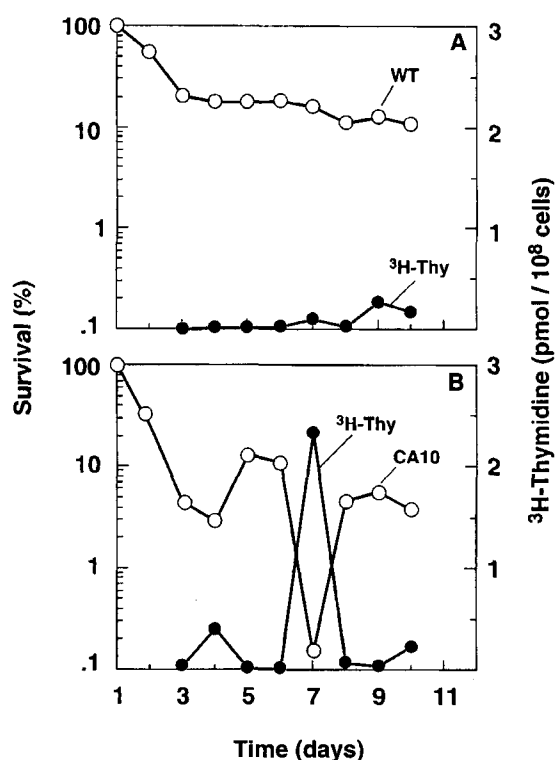 100
10
1
.1
A
WT
³H-Thy
3
2
1
100
10
1
.1
B
³H-Thy
CA10
3
2
1
1
3
5
7
9
11
Survival (%)
³H-Thymidine (pmol / 10⁸ cells)
Time (days)